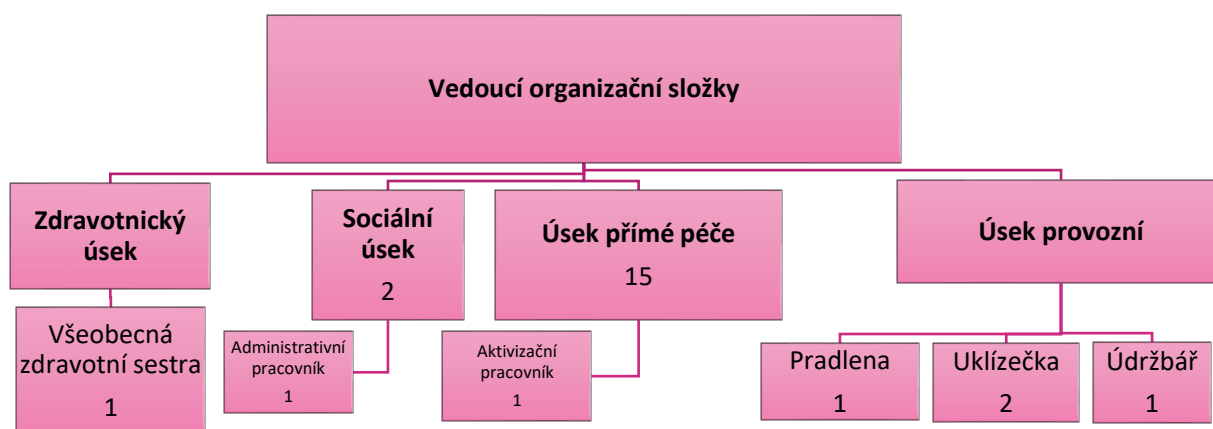 Vedoucí organizační složky
Zdravotnický
úsek
Sociální
úsek
2
Úsek přímé péče
15
Úsek provozní
Všeobecná
zdravotní sestra
1
Administrativní
pracovník
1
Aktivizační
pracovník
1
Pradlena
1
Uklízečka
2
Údržbář
1